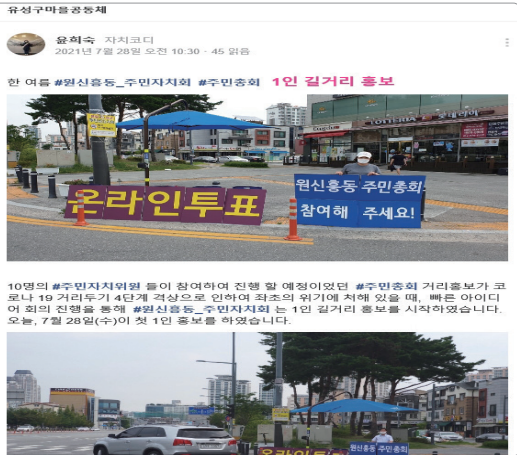 유성구마을공동체
윤희숙 자치코디
2021년 7월 28일 오전 10:30 · 45 읽음
한 여름 #원신흥동_주민자치회 #주민총회 1인 길거리 홍보
LOTTERIA
온라인투표
원신흥동 주민총회
참여해 주세요!
10명의 #주민자치위원 들이 참여하여 진행 할 예정이었던 #주민총회 거리홍보가 코
로나 19 거리두기 4단계 격상으로 인하여 좌초의 위기에 처해 있을 때, 빠른 아이디
어 회의 진행을 통해 #원신흥동_주민자치회 는 1인 길거리 홍보를 시작하였습니다.
오늘, 7월 28일(수)이 첫 1인 홍보를 하였습니다.
원신흥동 주민총회
온라인투표